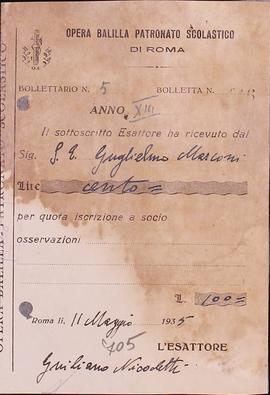 OPERA BALILLA PATRONATO SCOLASTICO
DI ROMA
BOLLETTARIO N. 5 BOLLETTA N.
ANNO XIII
Il sottoscritto Esattore ha ricevuto dal
Sig. S. E. Guglielmo Marconi
Lire cento =
per quota iscrizione a socio
osservazioni
L. 100 =
Roma li, 11 Maggio 1935
705
L'ESATTORE
Giuliano Nicoletti